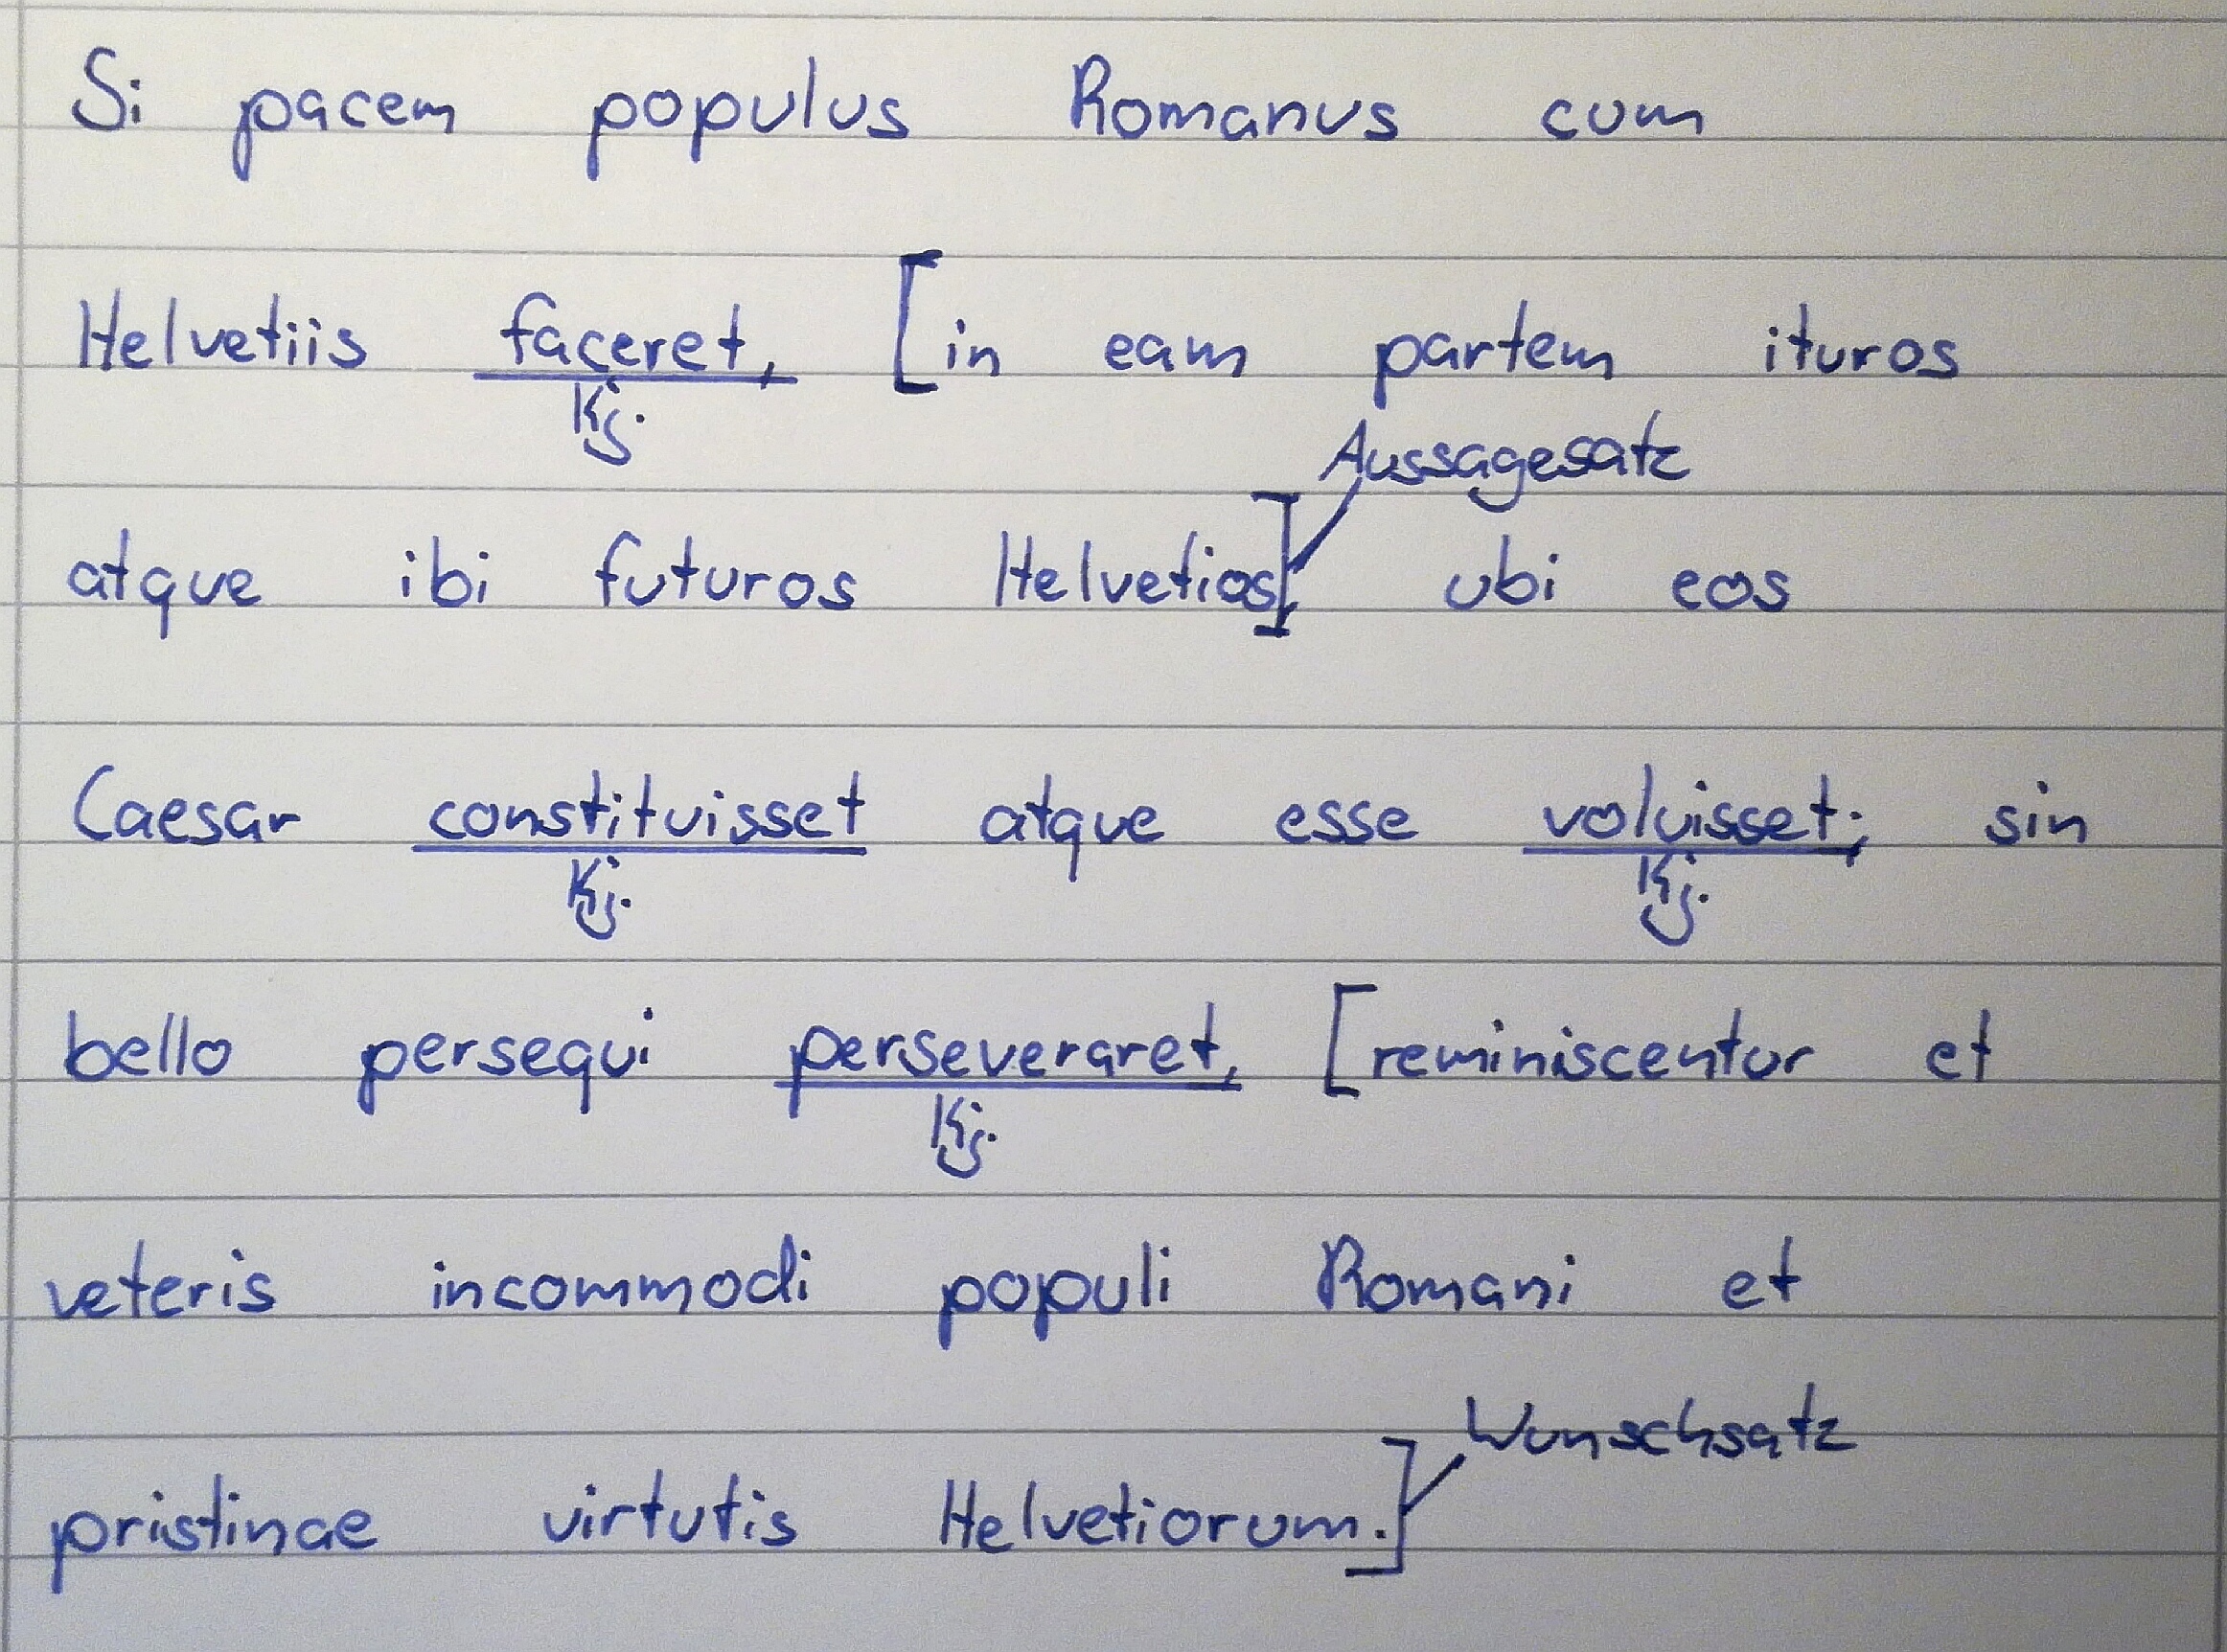 Si pacem populus Romanus cum
Helvetiis faceret, [in eam partem ituros
Kj.
Aussagesatz
atque ibi futuros Helvetios,] ubi eos
Caesar constituisset atque esse voluisset; sin
Kj. Kj.
bello persequi perseveraret, [reminiscentur et
Kj.
veteris incommodi populi Romani et
Wunschsatz
pristinae virtutis Helvetiorum.]